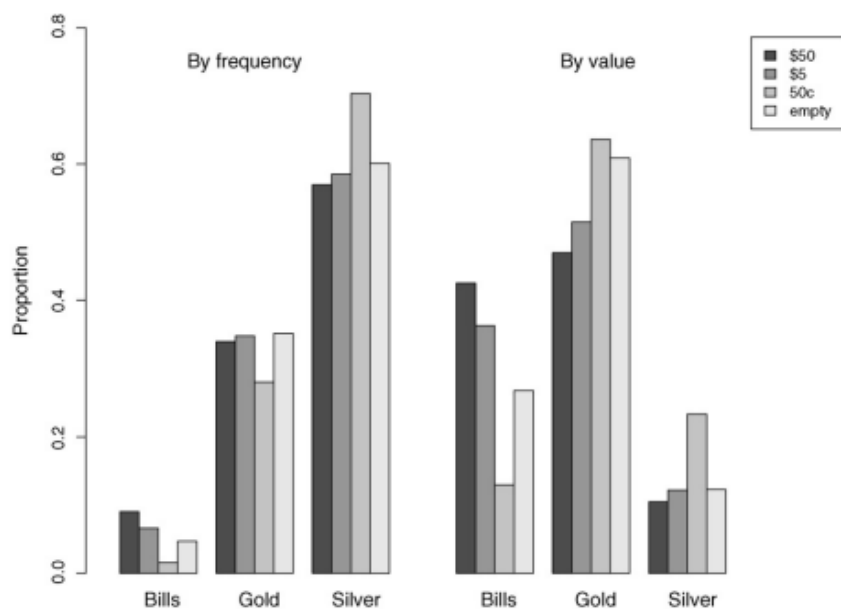 By frequency
By value
$50
$5
50c
empty
Proportion
0.8
0.6
0.4
0.2
0.0
Bills Gold Silver Bills Gold Silver